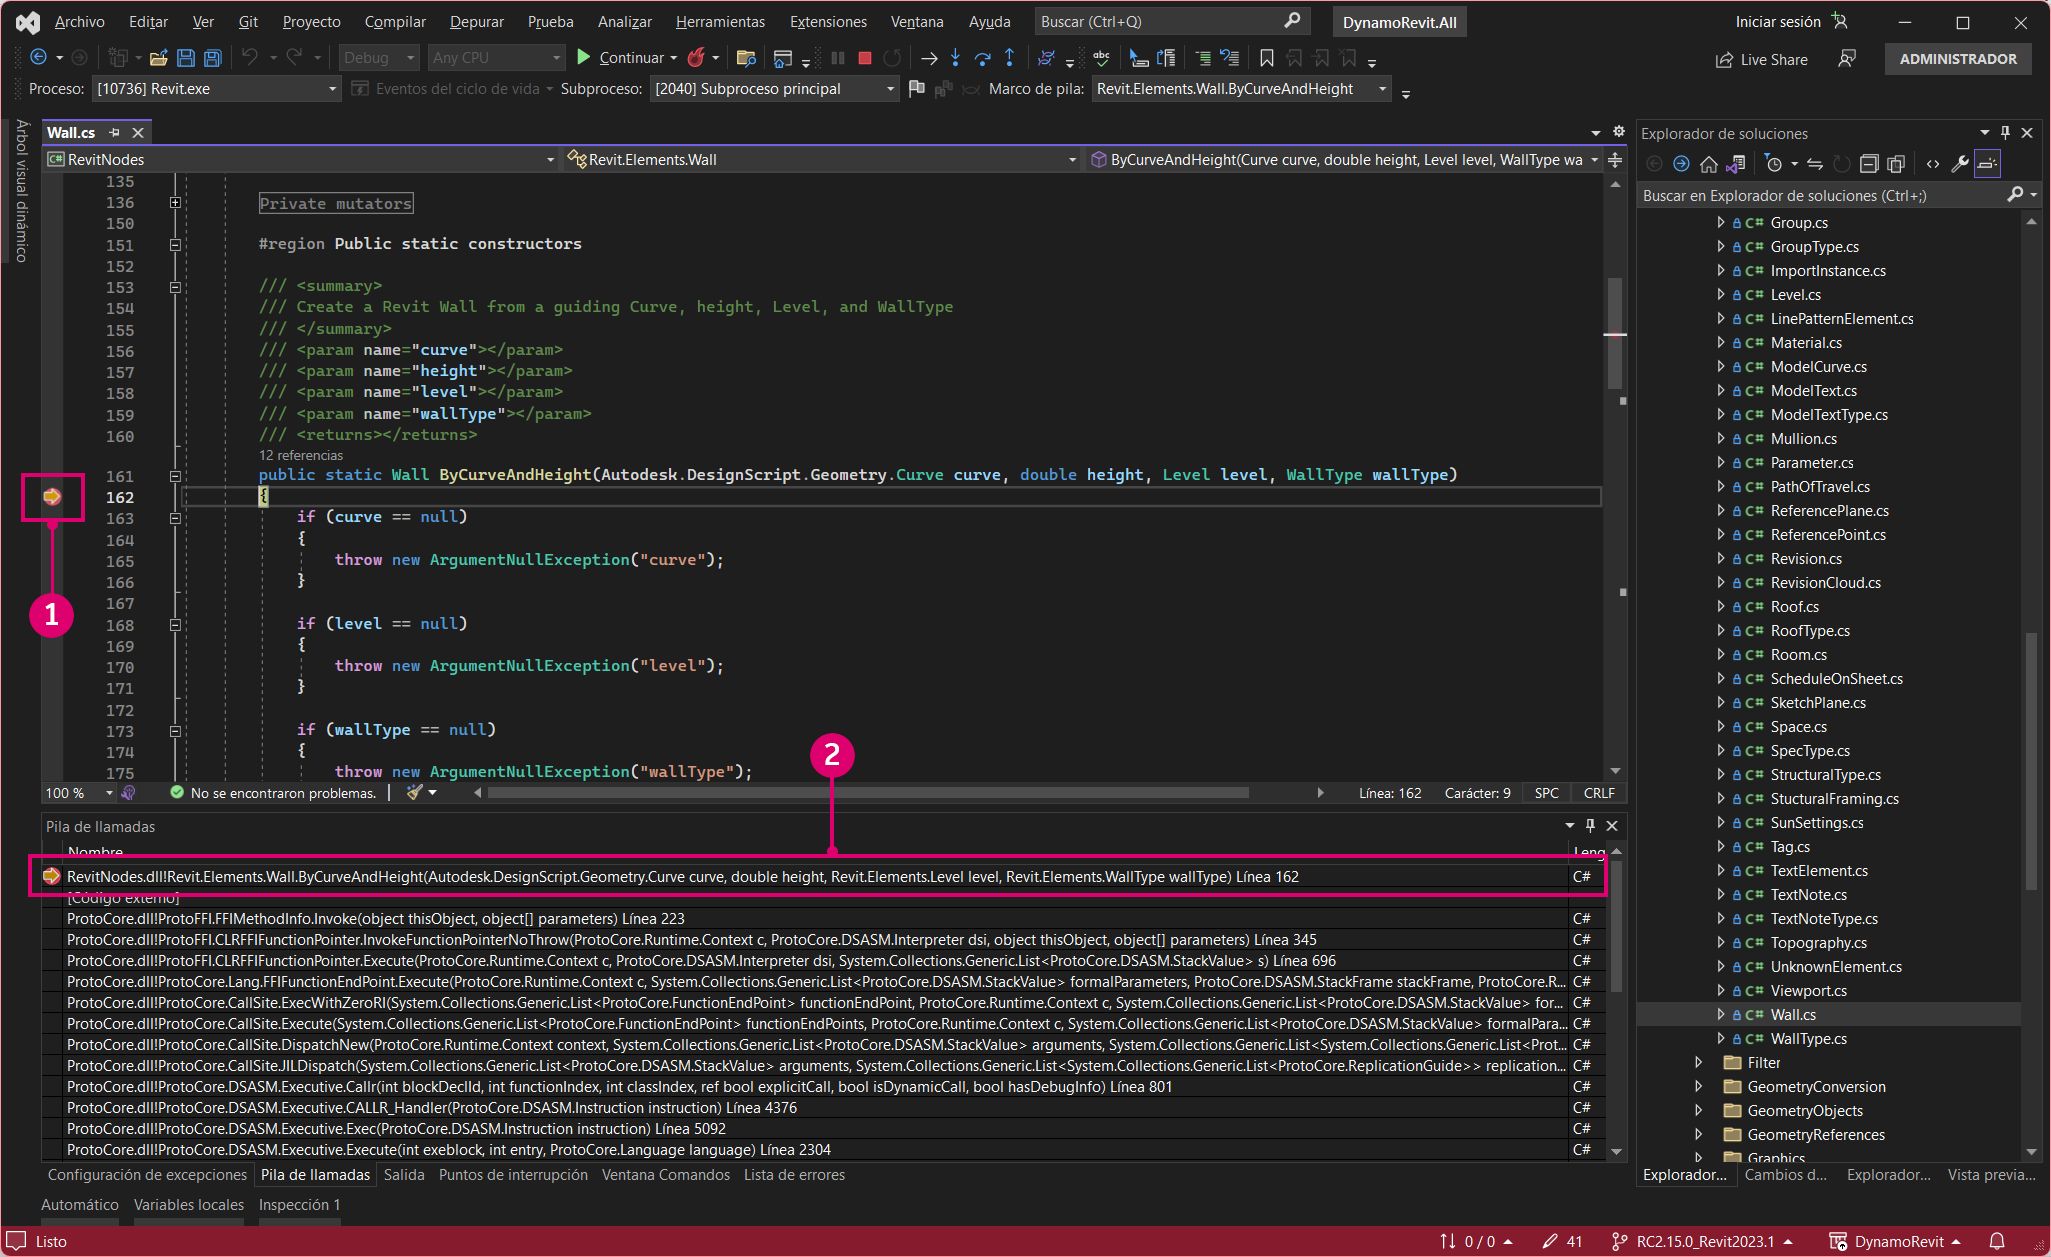 Archivo Editar Ver Git Proyecto Compilar Depurar Prueba Analizar Herramientas Extensiones Ventana Ayuda Buscar (Ctrl+Q) DynamoRevit.All Iniciar sesión
Debug Any CPU Continuar abc Live Share ADMINISTRADOR
Proceso: [10736] Revit.exe Eventos del ciclo de vida Subproceso: [2040] Subproceso principal Marco de pila: Revit.Elements.Wall.ByCurveAndHeight
Árbol visual dinámico
Wall.cs
C# RevitNodes Revit.Elements.Wall ByCurveAndHeight(Curve curve, double height, Level level, WallType wa
135
136 Private mutators
150
151 #region Public static constructors
152
153 /// <summary>
154 /// Create a Revit Wall from a guiding Curve, height, Level, and WallType
155 /// </summary>
156 /// <param name="curve"></param>
157 /// <param name="height"></param>
158 /// <param name="level"></param>
159 /// <param name="wallType"></param>
160 /// <returns></returns>
12 referencias
161 public static Wall ByCurveAndHeight(Autodesk.DesignScript.Geometry.Curve curve, double height, Level level, WallType wallType)
162 {
163 if (curve == null)
164 {
165 throw new ArgumentNullException("curve");
166 }
167
168 if (level == null)
169 {
170 throw new ArgumentNullException("level");
171 }
172
173 if (wallType == null)
174 {
175 throw new ArgumentNullException("wallType");
1
2
100 % No se encontraron problemas. Línea: 162 Carácter: 9 SPC CRLF
Pila de llamadas
Nombre Leng
RevitNodes.dll!Revit.Elements.Wall.ByCurveAndHeight(Autodesk.DesignScript.Geometry.Curve curve, double height, Revit.Elements.Level level, Revit.Elements.WallType wallType) Línea 162 C#
[Código externo]
ProtoCore.dll!ProtoFFI.FFIMethodInfo.Invoke(object thisObject, object[] parameters) Línea 223 C#
ProtoCore.dll!ProtoFFI.CLRFFIFunctionPointer.InvokeFunctionPointerNoThrow(ProtoCore.Runtime.Context c, ProtoCore.DSASM.Interpreter dsi, object thisObject, object[] parameters) Línea 345 C#
ProtoCore.dll!ProtoFFI.CLRFFIFunctionPointer.Execute(ProtoCore.Runtime.Context c, ProtoCore.DSASM.Interpreter dsi, System.Collections.Generic.List<ProtoCore.DSASM.StackValue> s) Línea 696 C#
ProtoCore.dll!ProtoCore.Lang.FFIFunctionEndPoint.Execute(ProtoCore.Runtime.Context c, System.Collections.Generic.List<ProtoCore.DSASM.StackValue> formalParameters, ProtoCore.DSASM.StackFrame stackFrame, ProtoCore.R... C#
ProtoCore.dll!ProtoCore.CallSite.ExecWithZeroRI(System.Collections.Generic.List<ProtoCore.FunctionEndPoint> functionEndPoint, ProtoCore.Runtime.Context c, System.Collections.Generic.List<ProtoCore.DSASM.StackValue> for... C#
ProtoCore.dll!ProtoCore.CallSite.Execute(System.Collections.Generic.List<ProtoCore.FunctionEndPoint> functionEndPoints, ProtoCore.Runtime.Context c, System.Collections.Generic.List<ProtoCore.DSASM.StackValue> formalPara... C#
ProtoCore.dll!ProtoCore.CallSite.DispatchNew(ProtoCore.Runtime.Context context, System.Collections.Generic.List<ProtoCore.DSASM.StackValue> arguments, System.Collections.Generic.List<System.Collections.Generic.List<Prot... C#
ProtoCore.dll!ProtoCore.CallSite.JILDispatch(System.Collections.Generic.List<ProtoCore.DSASM.StackValue> arguments, System.Collections.Generic.List<System.Collections.Generic.List<ProtoCore.ReplicationGuide>> replication... C#
ProtoCore.dll!ProtoCore.DSASM.Executive.Callr(int blockDeclId, int functionIndex, int classIndex, ref bool explicitCall, bool isDynamicCall, bool hasDebugInfo) Línea 801 C#
ProtoCore.dll!ProtoCore.DSASM.Executive.CALLR_Handler(ProtoCore.DSASM.Instruction instruction) Línea 4376 C#
ProtoCore.dll!ProtoCore.DSASM.Executive.Exec(ProtoCore.DSASM.Instruction instruction) Línea 5092 C#
ProtoCore.dll!ProtoCore.DSASM.Executive.Execute(int exeblock, int entry, ProtoCore.Language language) Línea 2304 C#
Configuración de excepciones Pila de llamadas Salida Puntos de interrupción Ventana Comandos Lista de errores
Automático Variables locales Inspección 1
Explorador de soluciones
Buscar en Explorador de soluciones (Ctrl+;)
C# Group.cs
C# GroupType.cs
C# ImportInstance.cs
C# Level.cs
C# LinePatternElement.cs
C# Material.cs
C# ModelCurve.cs
C# ModelText.cs
C# ModelTextType.cs
C# Mullion.cs
C# Parameter.cs
C# PathOfTravel.cs
C# ReferencePlane.cs
C# ReferencePoint.cs
C# Revision.cs
C# RevisionCloud.cs
C# Roof.cs
C# RoofType.cs
C# Room.cs
C# ScheduleOnSheet.cs
C# SketchPlane.cs
C# Space.cs
C# SpecType.cs
C# StructuralType.cs
C# StucturalFraming.cs
C# SunSettings.cs
C# Tag.cs
C# TextElement.cs
C# TextNote.cs
C# TextNoteType.cs
C# Topography.cs
C# UnknownElement.cs
C# Viewport.cs
C# Wall.cs
C# WallType.cs
Filter
GeometryConversion
GeometryObjects
GeometryReferences
Graphics
Explorador... Cambios d... Explorador... Vista previa...
Listo 0 / 0 41 RC2.15.0_Revit2023.1 DynamoRevit